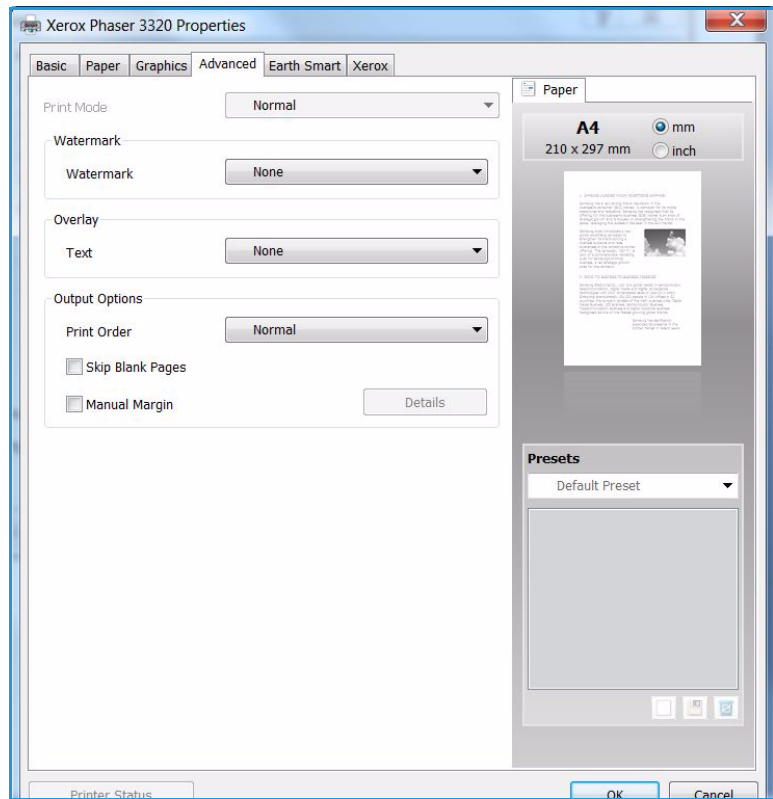 Xerox Phaser 3320 Properties
Basic Paper Graphics Advanced Earth Smart Xerox
Print Mode Normal
Watermark
Watermark None
Overlay
Text None
Output Options
Print Order Normal
Skip Blank Pages
Manual Margin Details
Paper
A4 mm
210 x 297 mm inch
Presets
Default Preset
Printer Status OK Cancel